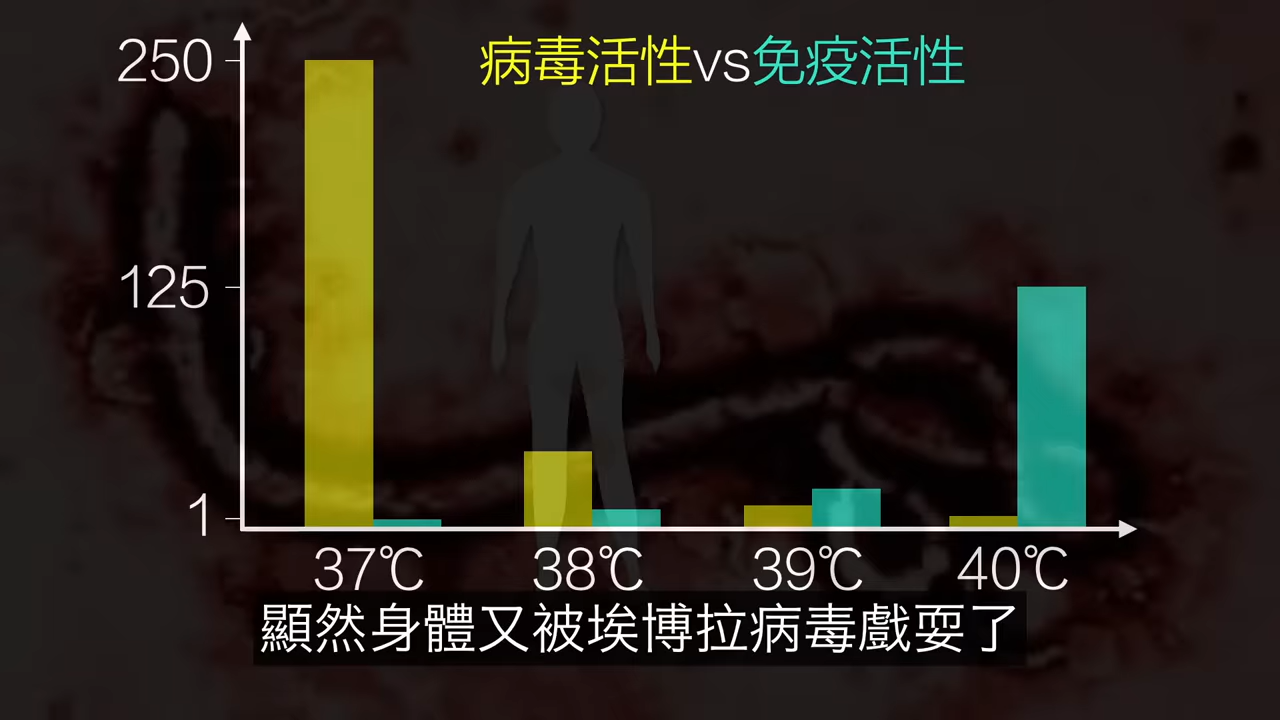 病毒活性vs免疫活性
250
125
1
37℃ 38℃ 39℃ 40℃
顯然身體又被埃博拉病毒戲耍了